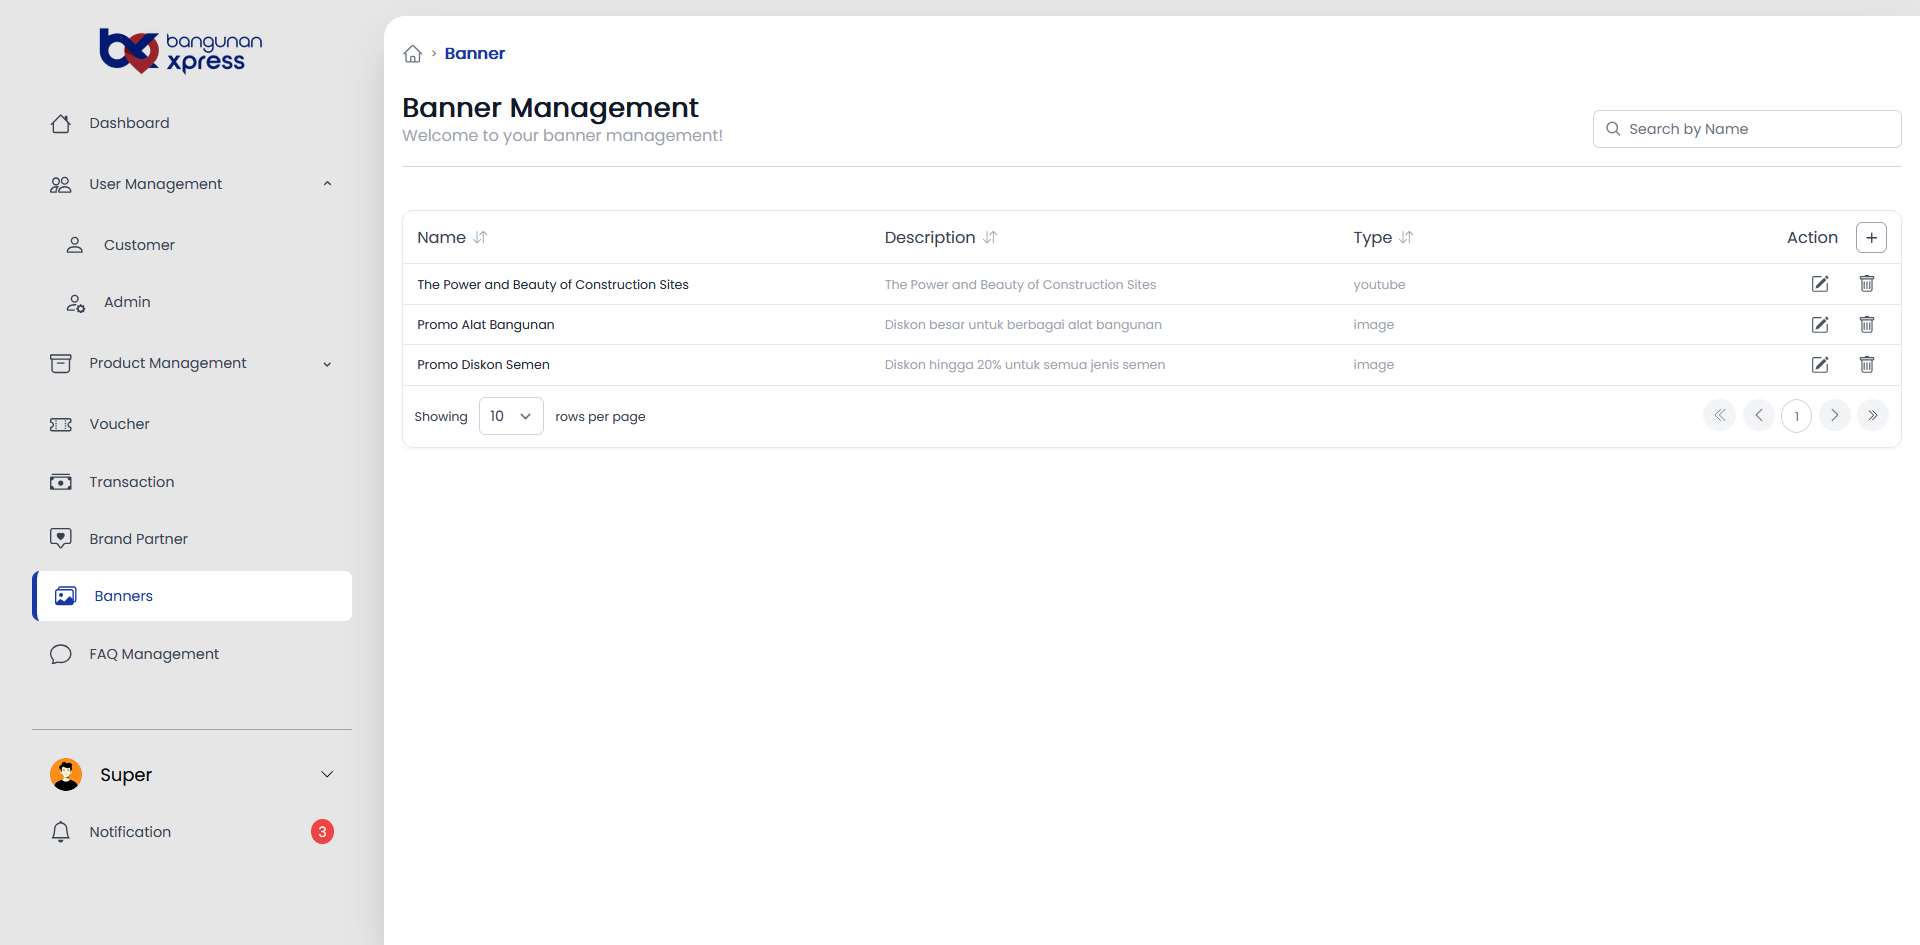 bangunan
xpress
Dashboard
User Management
Customer
Admin
Product Management
Voucher
Transaction
Brand Partner
Banners
FAQ Management
Super
Notification 3
› Banner
Banner Management
Welcome to your banner management!
Search by Name
Name Description Type Action +
The Power and Beauty of Construction Sites The Power and Beauty of Construction Sites youtube
Promo Alat Bangunan Diskon besar untuk berbagai alat bangunan image
Promo Diskon Semen Diskon hingga 20% untuk semua jenis semen image
Showing 10 rows per page 1